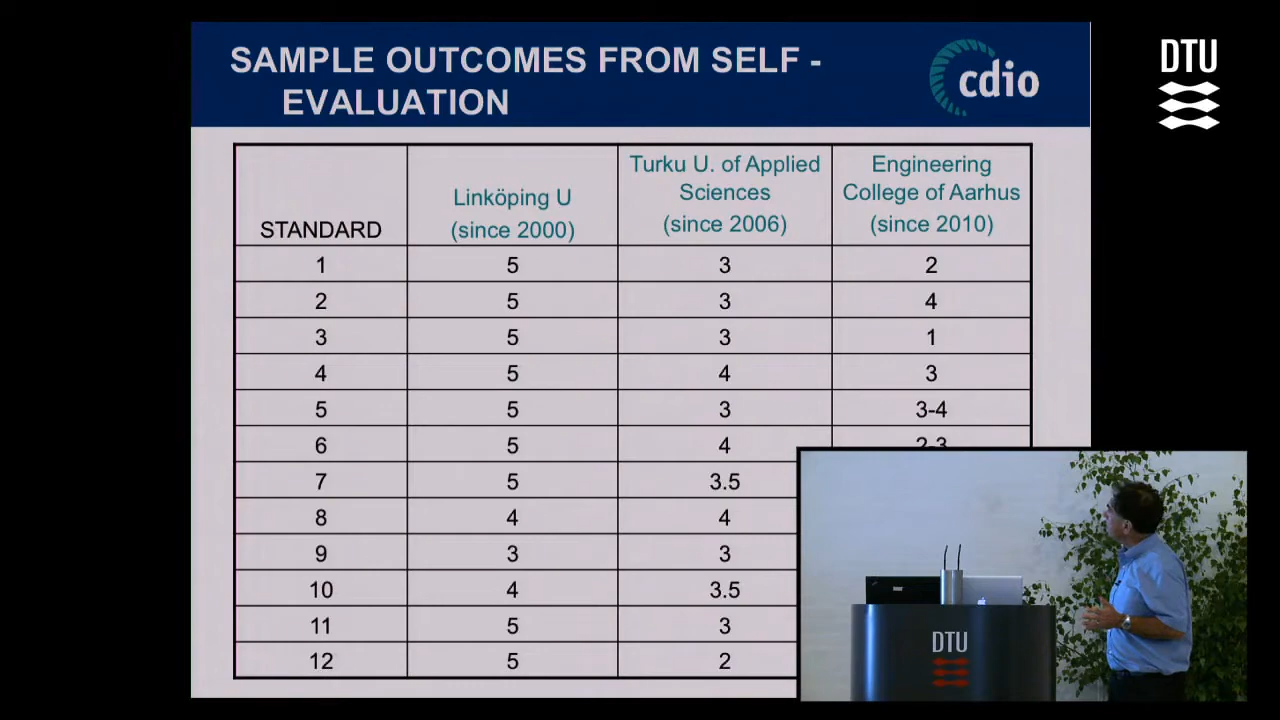 SAMPLE OUTCOMES FROM SELF -
EVALUATION
cdio
DTU
STANDARD
Linköping U
(since 2000)
Turku U. of Applied
Sciences
(since 2006)
Engineering
College of Aarhus
(since 2010)
1 5 3 2
2 5 3 4
3 5 3 1
4 5 4 3
5 5 3 3-4
6 5 4 2-3
7 5 3.5
8 4 4
9 3 3
10 4 3.5
11 5 3
12 5 2
DTU